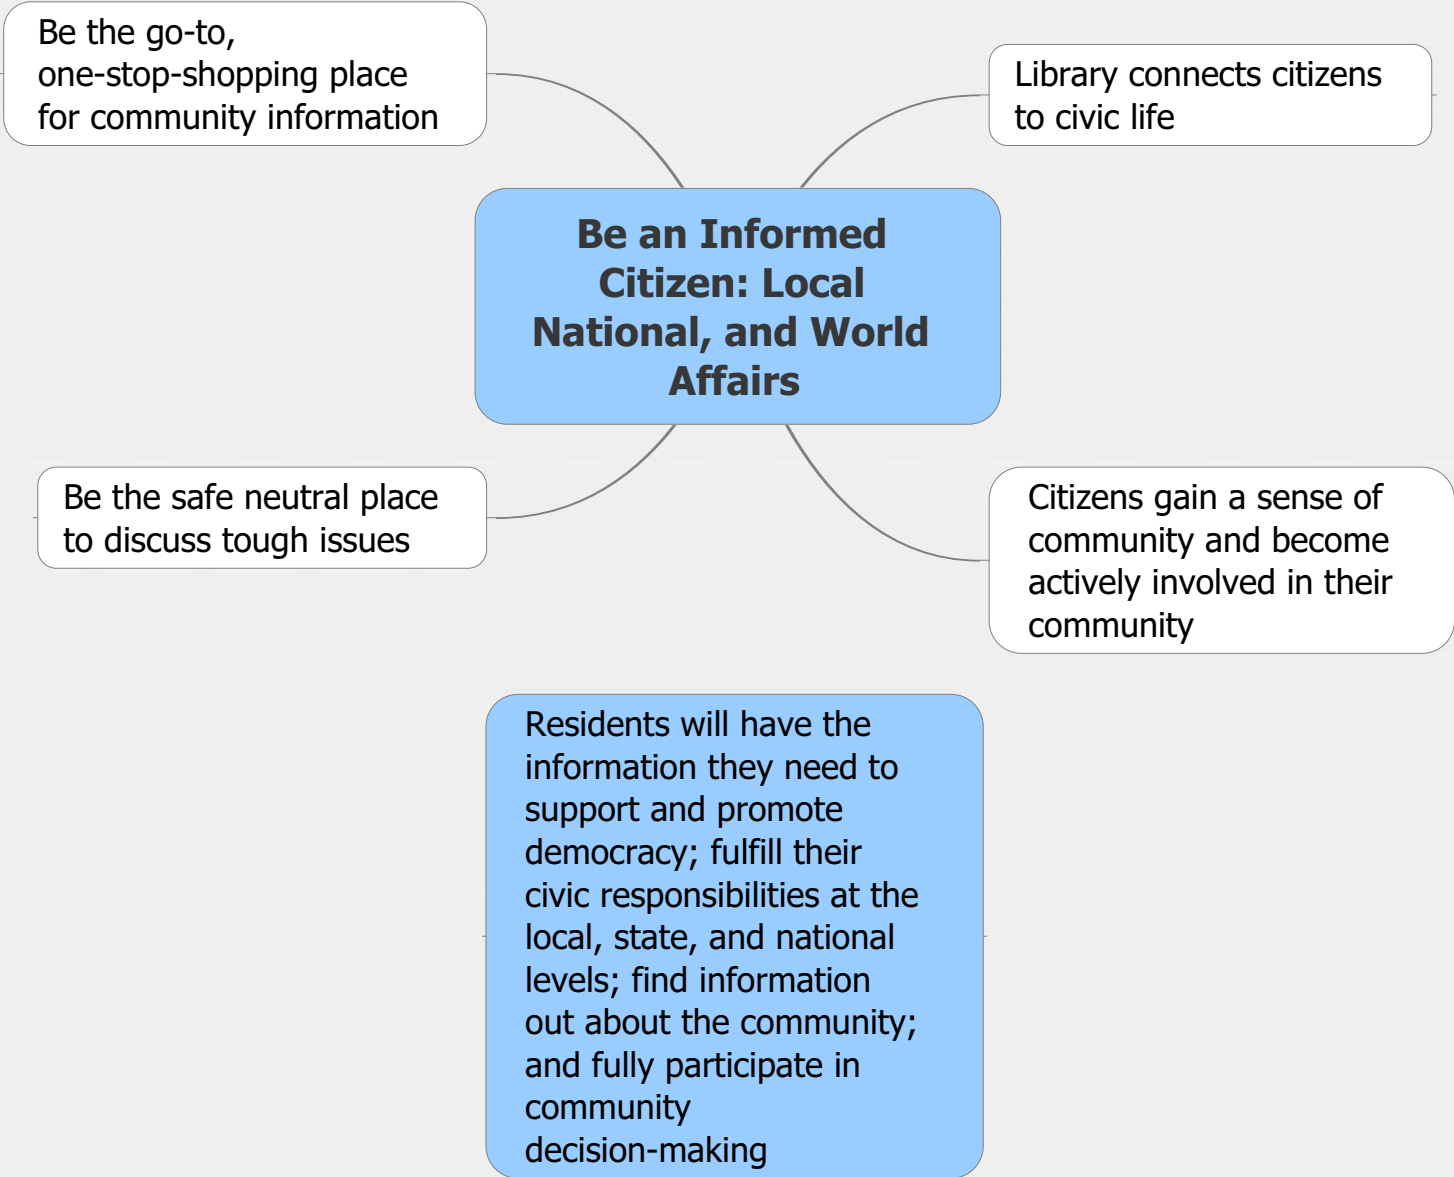 Be the go-to,
one-stop-shopping place
for community information
Library connects citizens
to civic life
Be an Informed
Citizen: Local
National, and World
Affairs
Be the safe neutral place
to discuss tough issues
Citizens gain a sense of
community and become
actively involved in their
community
Residents will have the
information they need to
support and promote
democracy; fulfill their
civic responsibilities at the
local, state, and national
levels; find information
out about the community;
and fully participate in
community
decision-making